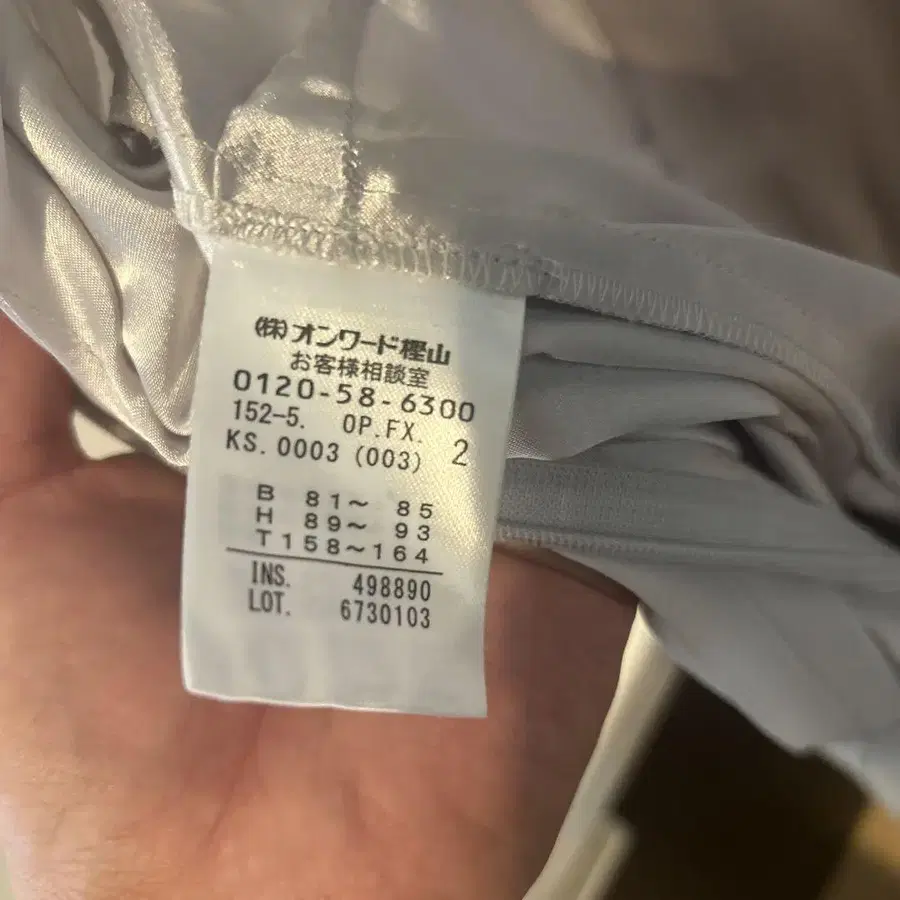 (株)オンワード樫山
お客様相談室
0120-58-6300
152-5. OP.FX. 2
KS.0003(003)
B 81～ 85
H 89～ 93
T158～164
INS. 498890
LOT. 6730103